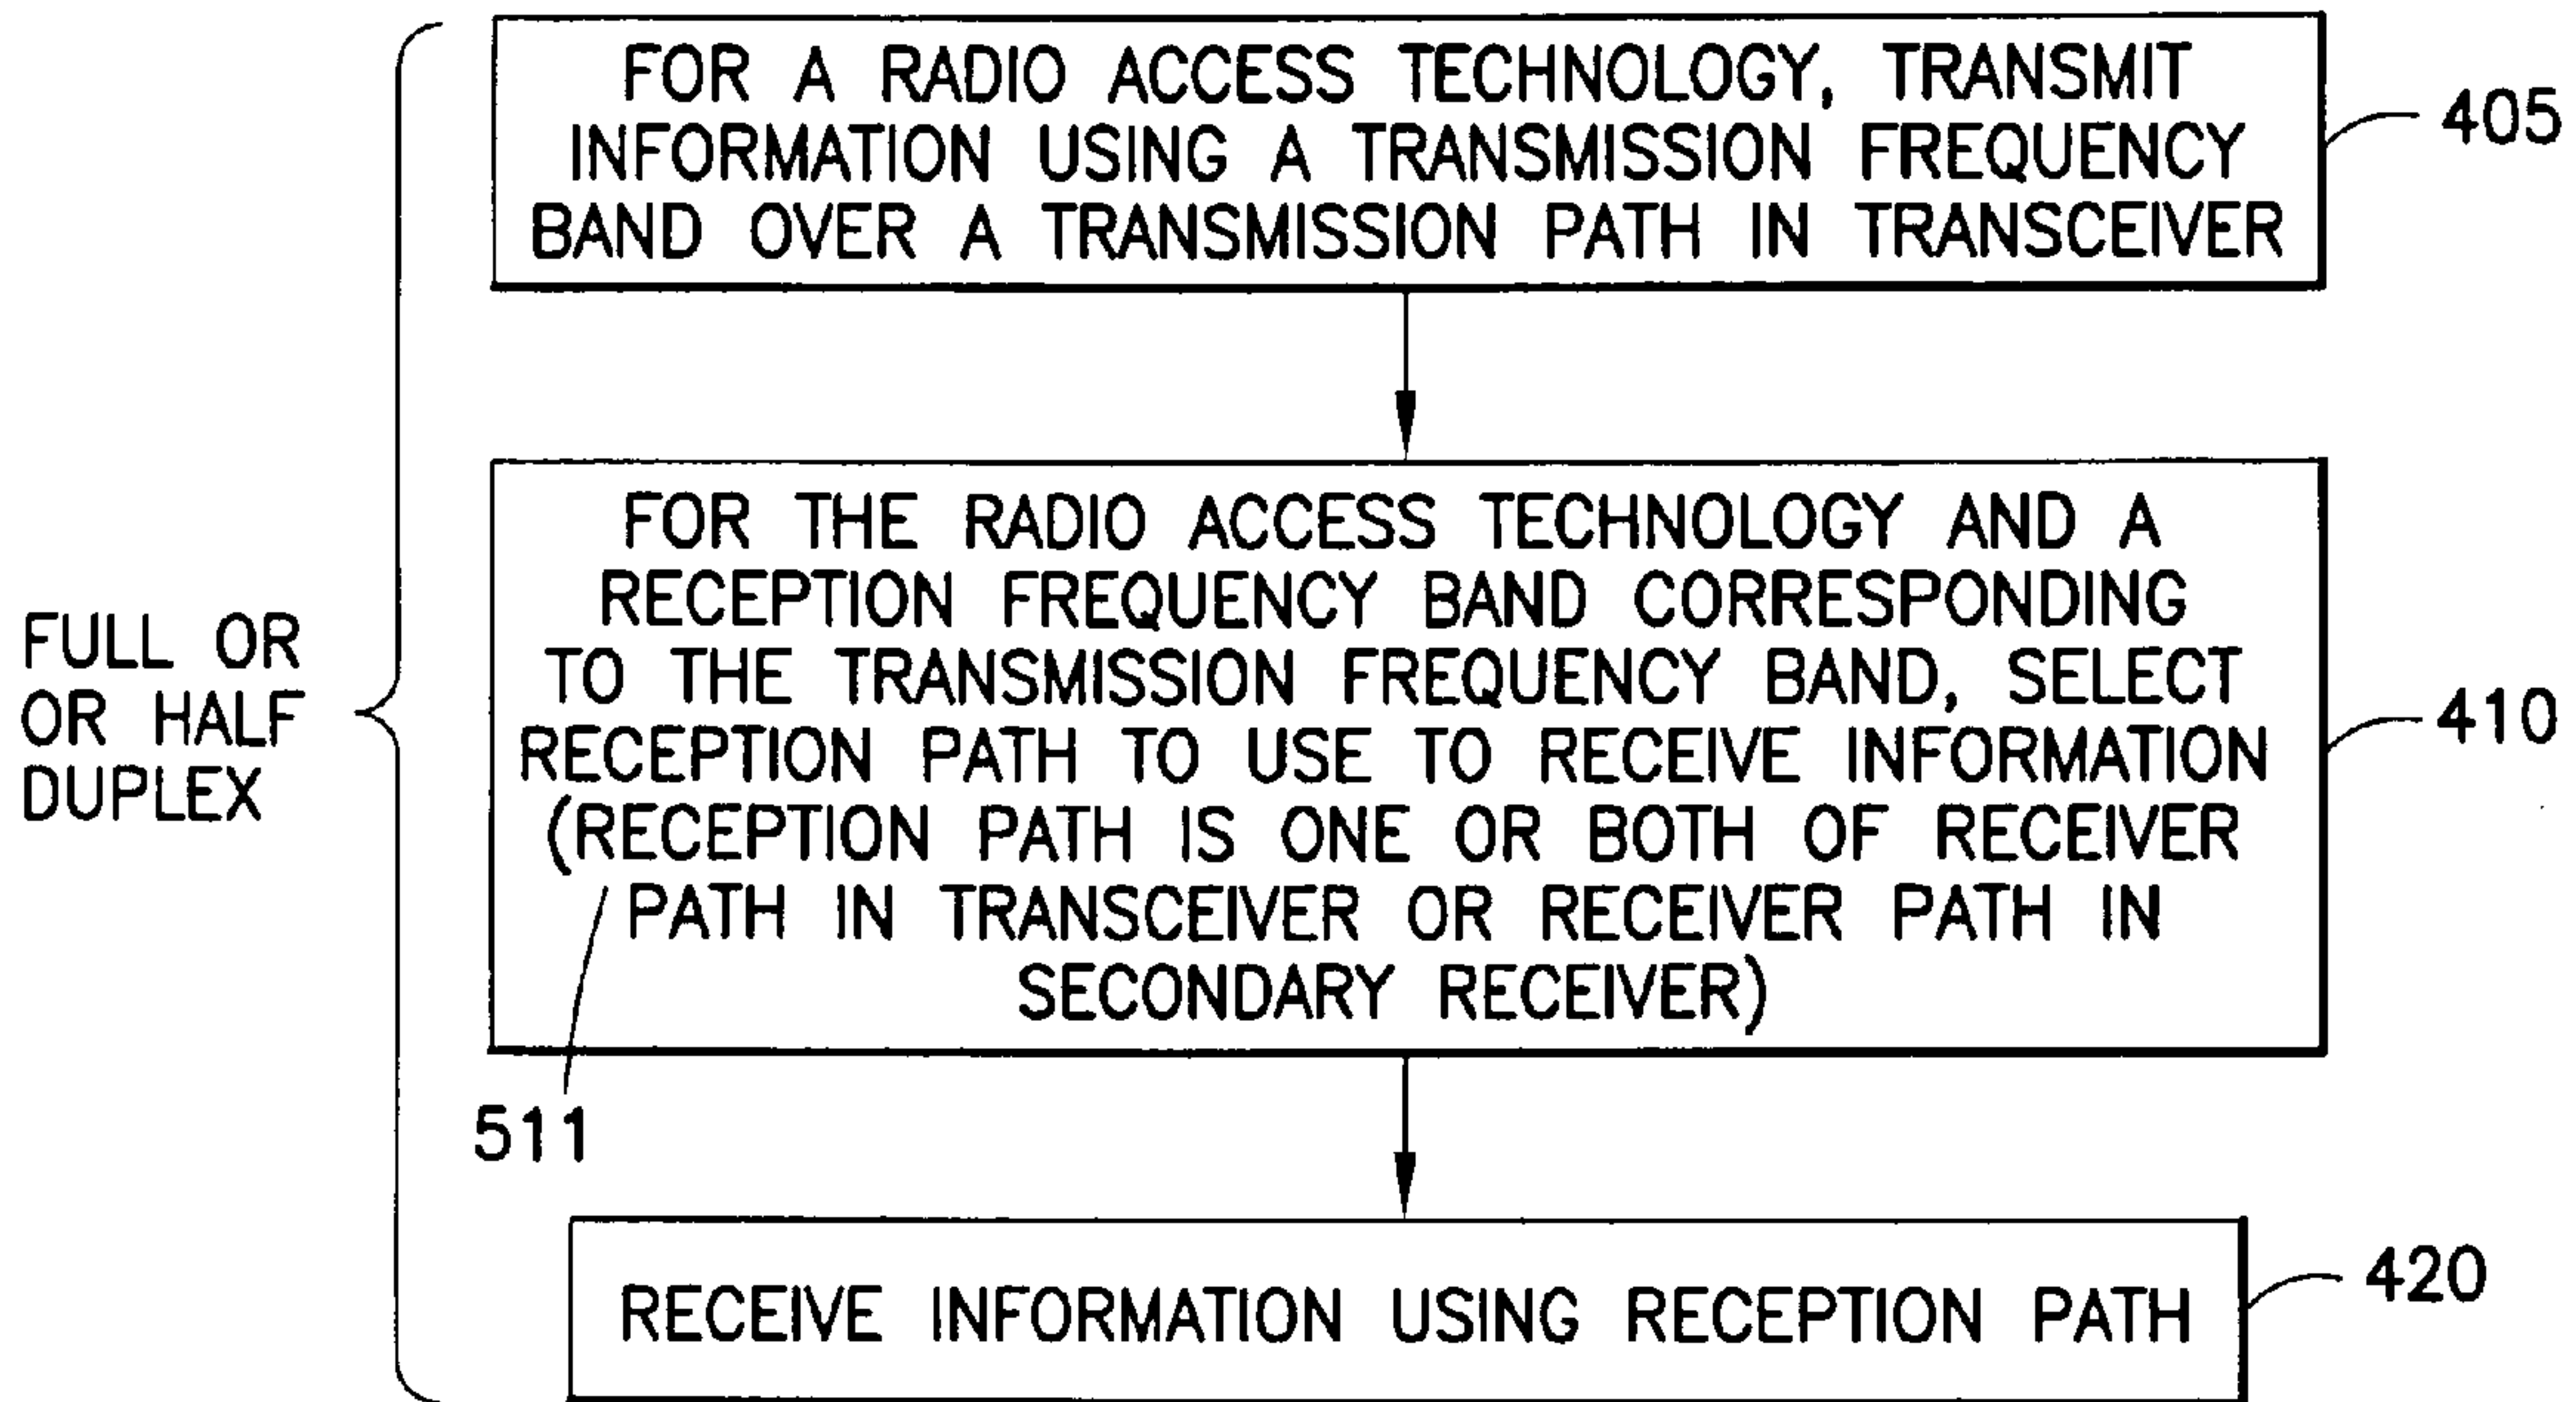 FOR A RADIO ACCESS TECHNOLOGY, TRANSMIT
INFORMATION USING A TRANSMISSION FREQUENCY
BAND OVER A TRANSMISSION PATH IN TRANSCEIVER
405
FULL OR
OR HALF
DUPLEX
FOR THE RADIO ACCESS TECHNOLOGY AND A
RECEPTION FREQUENCY BAND CORRESPONDING
TO THE TRANSMISSION FREQUENCY BAND, SELECT
RECEPTION PATH TO USE TO RECEIVE INFORMATION
(RECEPTION PATH IS ONE OR BOTH OF RECEIVER
PATH IN TRANSCEIVER OR RECEIVER PATH IN
SECONDARY RECEIVER)
410
511
RECEIVE INFORMATION USING RECEPTION PATH
420